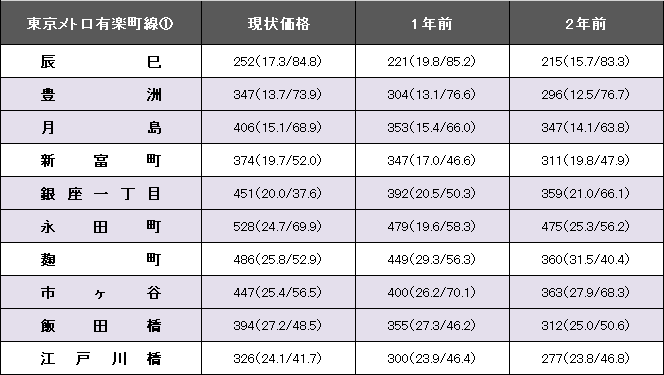 東京メトロ有楽町線① 現状価格 1年前 2年前
辰巳 252(17.3/84.8) 221(19.8/85.2) 215(15.7/83.3)
豊洲 347(13.7/73.9) 304(13.1/76.6) 296(12.5/76.7)
月島 406(15.1/68.9) 353(15.4/66.0) 347(14.1/63.8)
新富町 374(19.7/52.0) 347(17.0/46.6) 311(19.8/47.9)
銀座一丁目 451(20.0/37.6) 392(20.5/50.3) 359(21.0/66.1)
永田町 528(24.7/69.9) 479(19.6/58.3) 475(25.3/56.2)
麹町 486(25.8/52.9) 449(29.3/56.3) 360(31.5/40.4)
市ヶ谷 447(25.4/56.5) 400(26.2/70.1) 363(27.9/68.3)
飯田橋 394(27.2/48.5) 355(27.3/46.2) 312(25.0/50.6)
江戸川橋 326(24.1/41.7) 300(23.9/46.4) 277(23.8/46.8)